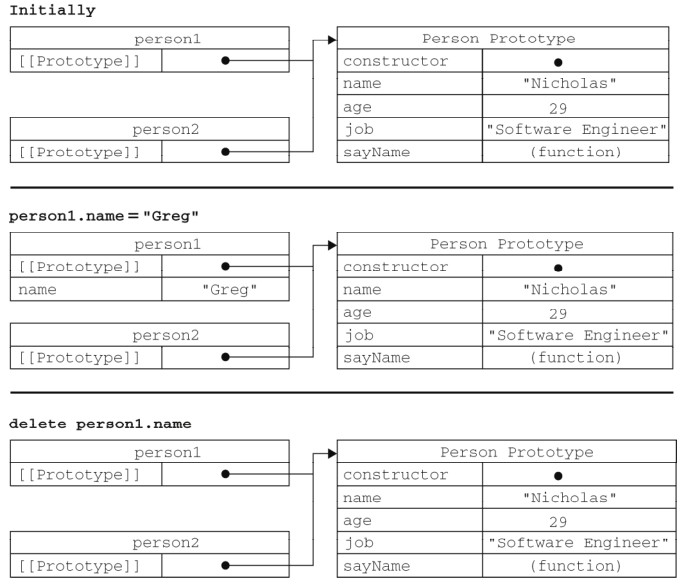 Initially
person1
[[Prototype]]
person2
[[Prototype]]
Person Prototype
constructor
name "Nicholas"
age 29
job "Software Engineer"
sayName (function)
person1.name = "Greg"
person1
[[Prototype]]
name "Greg"
person2
[[Prototype]]
Person Prototype
constructor
name "Nicholas"
age 29
job "Software Engineer"
sayName (function)
delete person1.name
person1
[[Prototype]]
person2
[[Prototype]]
Person Prototype
constructor
name "Nicholas"
age 29
job "Software Engineer"
sayName (function)